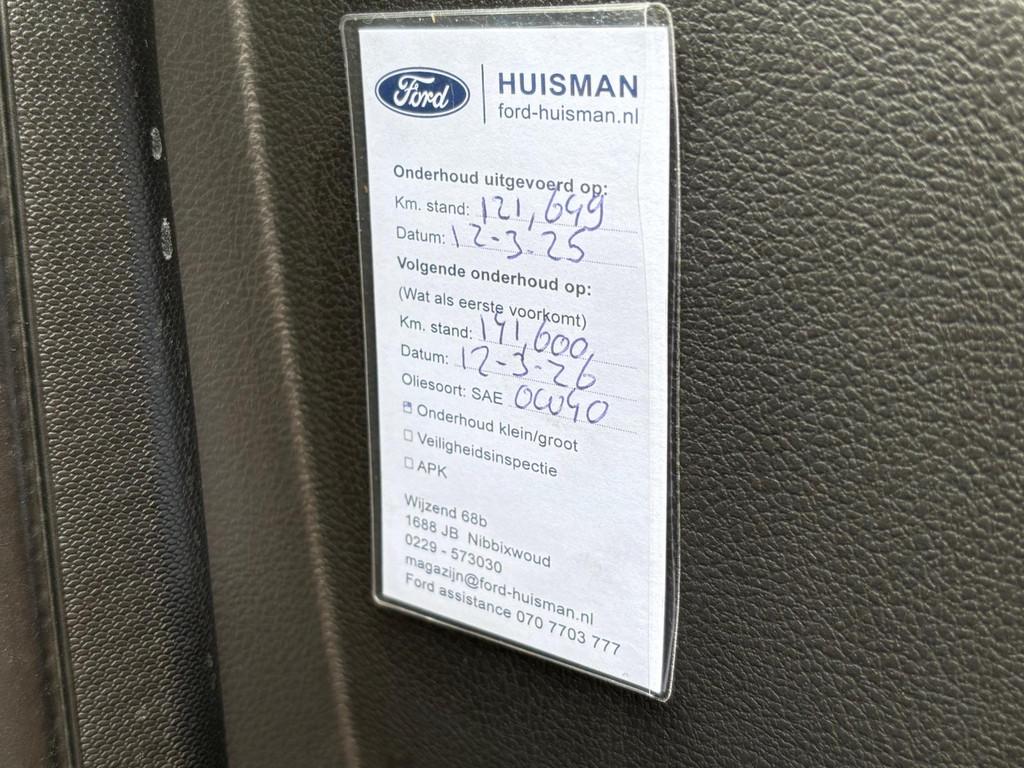 Ford
HUISMAN
ford-huisman.nl
Onderhoud uitgevoerd op:
Km. stand: 121,649
Datum: 12-3-25
Volgende onderhoud op:
(Wat als eerste voorkomt)
Km. stand: 141,600,
Datum: 12-3-26
Oliesoort: SAE 0W40
Onderhoud klein/groot
Veiligheidsinspectie
APK
Wijzend 68b
1688 JB Nibbixwoud
0229 - 573030
magazijn@ford-huisman.nl
Ford assistance 070 7703 777